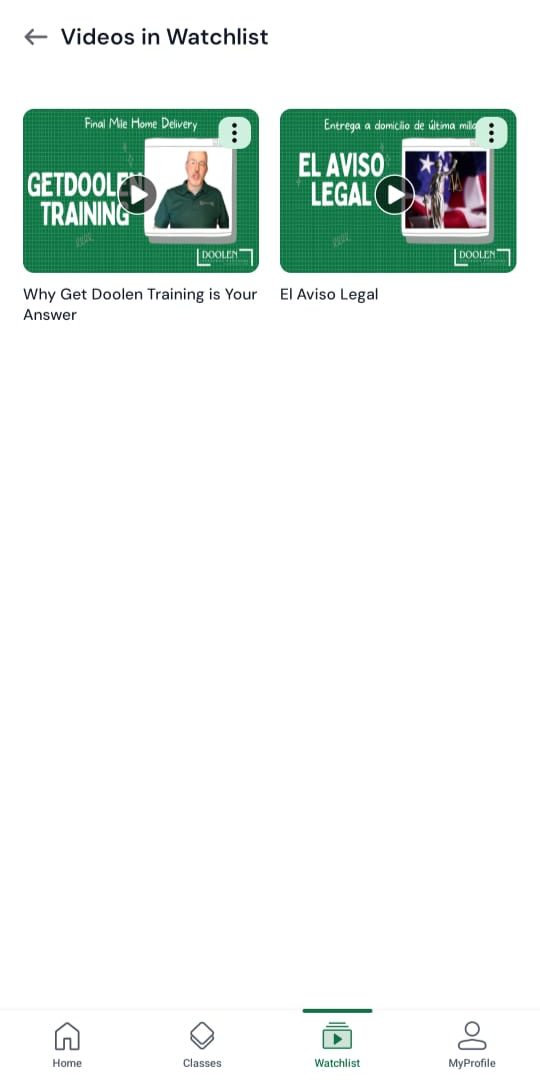 Videos in Watchlist
Final Mile Home Delivery
GETDOOLEN
TRAINING
DOOLEN
Entrega a domicilio de última milla
EL AVISO
LEGAL
DOOLEN
Why Get Doolen Training is Your
Answer
El Aviso Legal
Home
Classes
Watchlist
MyProfile